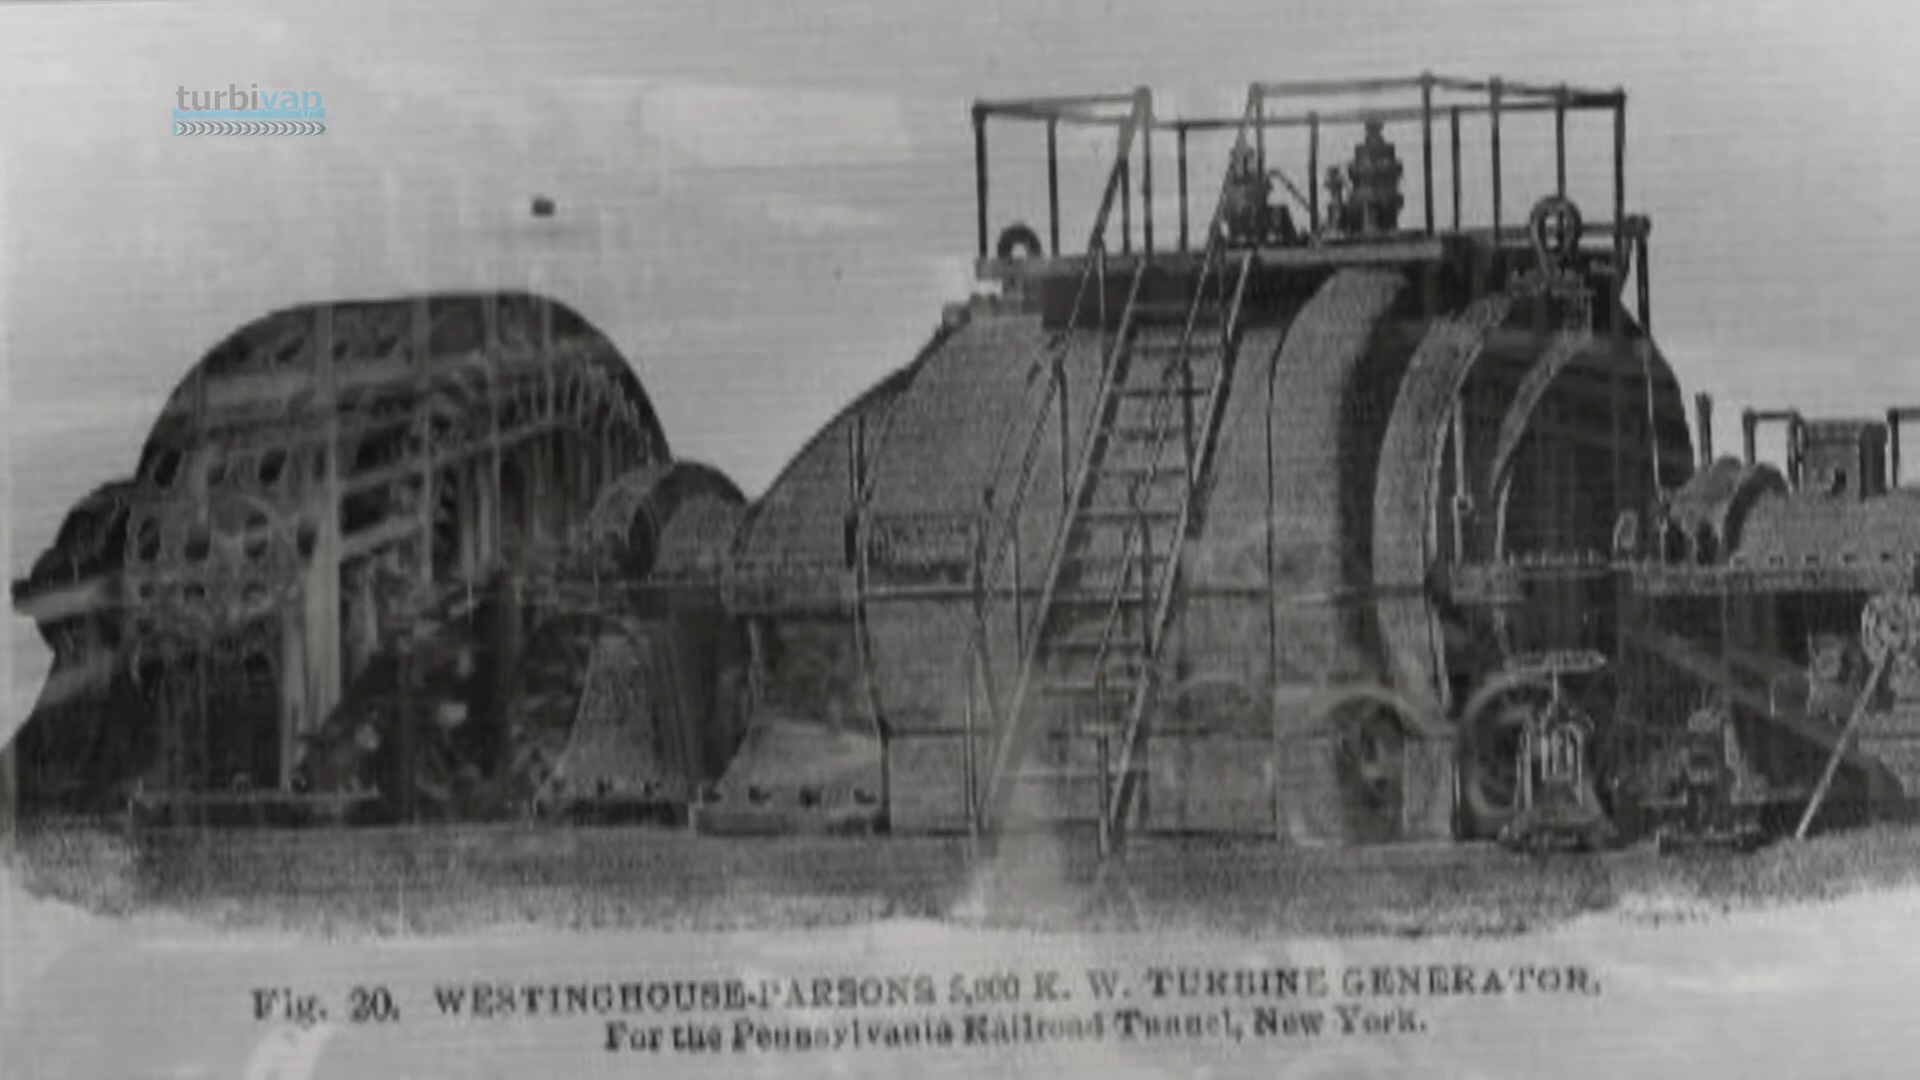 turbivap
Fig. 20. WESTINGHOUSE-PARSONS 5,000 K. W. TURBINE GENERATOR,
For the Pennsylvania Railroad Tunnel, New York.